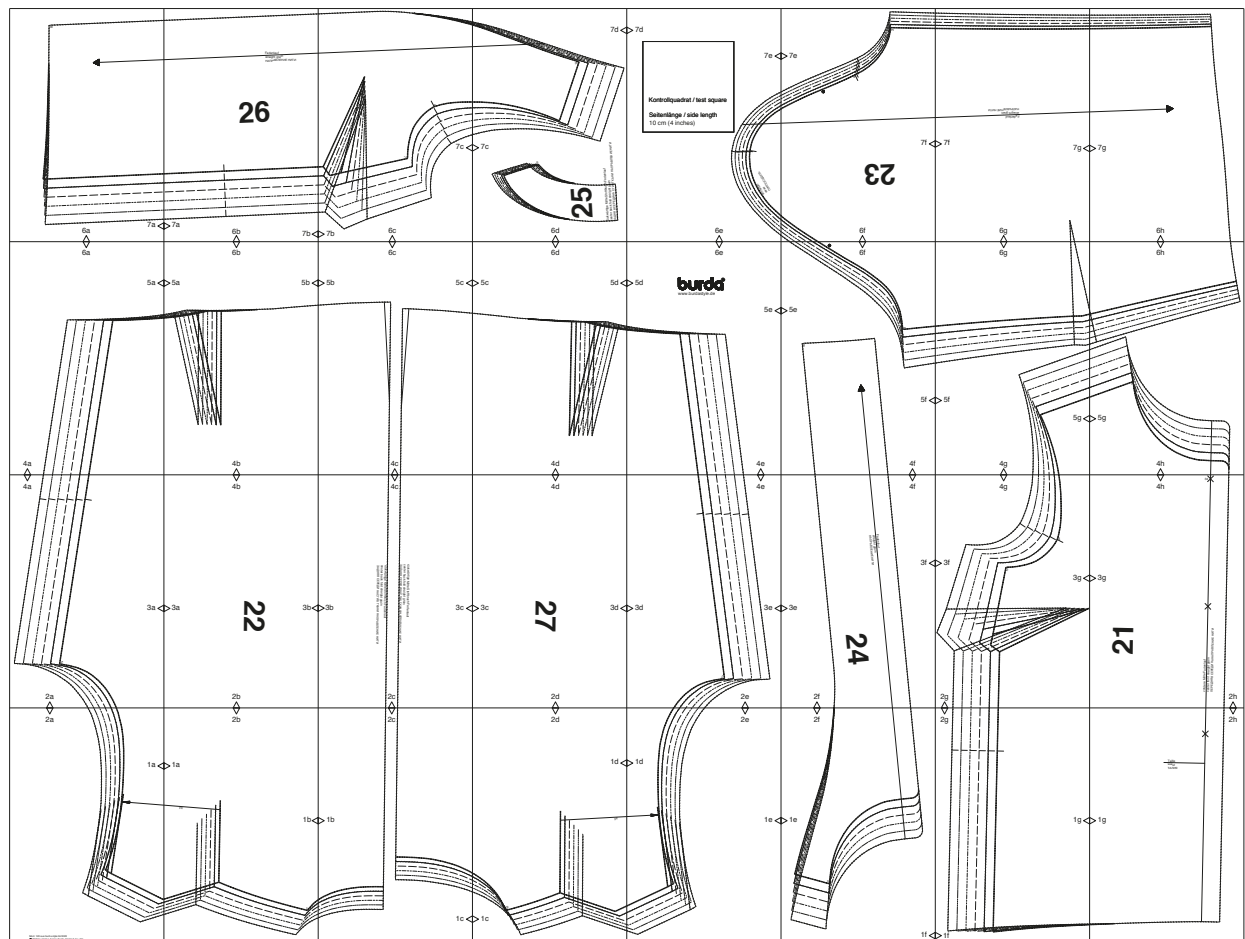 7d 7d
7e 7e
Kontrollquadrat / test square
Seitenlänge / side length
10 cm (4 inches)
26
7c 7c
7f 7f
7g 7g
23
25
7a 7a
7b 7b
6a 6b 6c 6d 6e 6f 6g 6h
6a 6b 6c 6d 6e 6f 6g 6h
5a 5a
5b 5b
5c 5c
5d 5d
burda
www.burdastyle.de
5e 5e
5f 5f
5g 5g
4a 4b 4c 4d 4e 4f 4g 4h
4a 4b 4c 4d 4e 4f 4g 4h
3f 3f
3g 3g
3a 3a
3b 3b
3c 3c
3d 3d
3e 3e
22
27
24
21
2a 2b 2c 2d 2e 2f 2g 2h
2a 2b 2c 2d 2e 2f 2g 2h
1a 1a
1d 1d
1b 1b
1e 1e
1g 1g
1c 1c
1f 1f